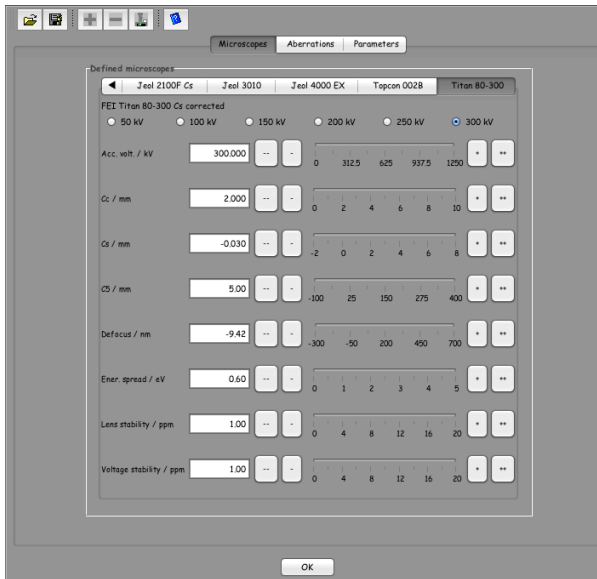 Microscopes Aberrations Parameters
Defined microscopes
Jeol 2100F Cs Jeol 3010 Jeol 4000 EX Topcon 002B Titan 80-300
FEI Titan 80-300 Cs corrected
50 kV 100 kV 150 kV 200 kV 250 kV 300 kV
Acc. volt. / kV 300.000 -- - + ++
0 312.5 625 937.5 1250
Cc / mm 2.000 -- - + ++
0 2 4 6 8 10
Cs / mm -0.030 -- - + ++
-2 0 2 4 6 8
C5 / mm 5.00 -- - + ++
-100 25 150 275 400
Defocus / nm -9.42 -- - + ++
-300 -50 200 450 700
Ener. spread / eV 0.60 -- - + ++
0 1 2 3 4 5
Lens stability / ppm 1.00 -- - + ++
0 4 8 12 16 20
Voltage stability / ppm 1.00 -- - + ++
0 4 8 12 16 20
OK